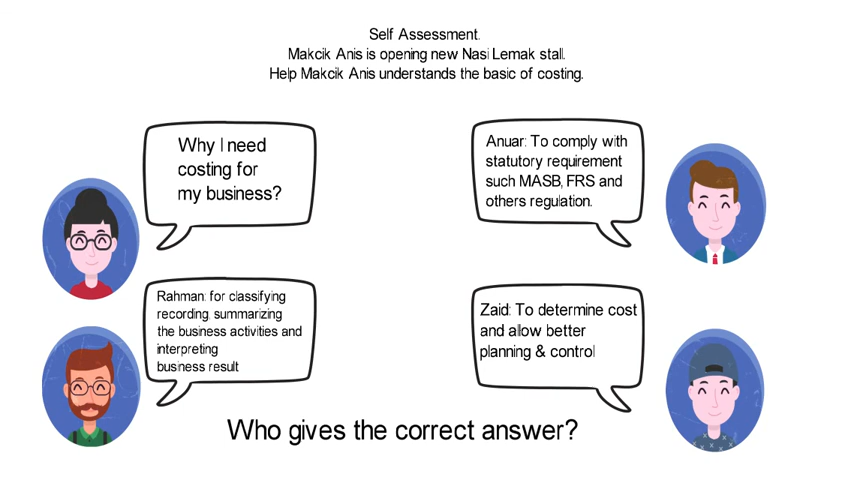 Self Assessment.
Makcik Anis is opening new Nasi Lemak stall.
Help Makcik Anis understands the basic of costing.
Why I need
costing for
my business?
Anuar: To comply with
statutory requirement
such MASB, FRS and
others regulation.
Rahman: for classifying
recording, summarizing
the business activities and
interpreting
business result
Zaid: To determine cost
and allow better
planning & control
Who gives the correct answer?